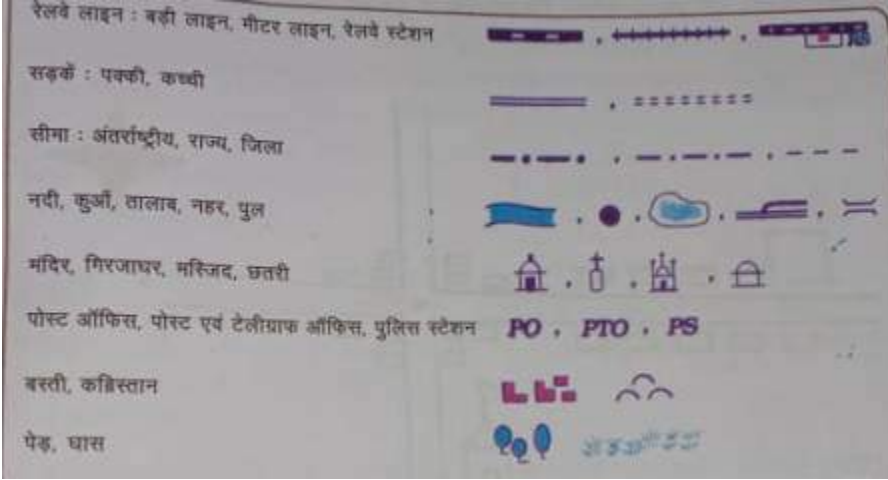 रेलवे लाइन : बड़ी लाइन, मीटर लाइन, रेलवे स्टेशन RS
सड़कें : पक्की, कच्ची
सीमा : अंतर्राष्ट्रीय, राज्य, जिला
नदी, कुआँ, तालाब, नहर, पुल
मंदिर, गिरजाघर, मस्जिद, छतरी
पोस्ट ऑफिस, पोस्ट एवं टेलीग्राफ ऑफिस, पुलिस स्टेशन PO , PTO , PS
बस्ती, कब्रिस्तान
पेड़, घास